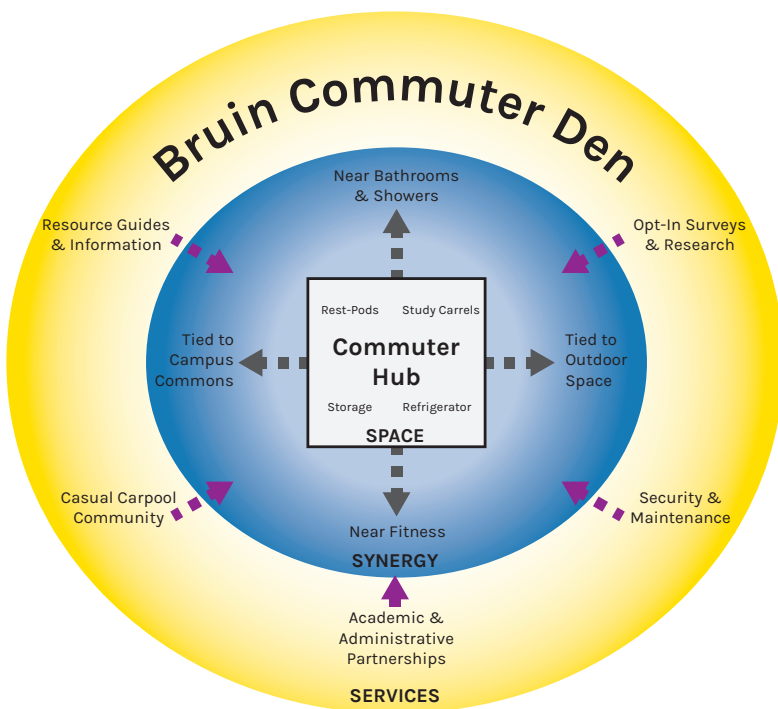 Bruin Commuter Den
Near Bathrooms
& Showers
Resource Guides
& Information
Opt-In Surveys
& Research
Rest-Pods
Study Carrels
Tied to
Campus
Commons
Commuter
Hub
Tied to
Outdoor
Space
Storage
Refrigerator
SPACE
Casual Carpool
Community
Security &
Maintenance
Near Fitness
SYNERGY
Academic &
Administrative
Partnerships
SERVICES